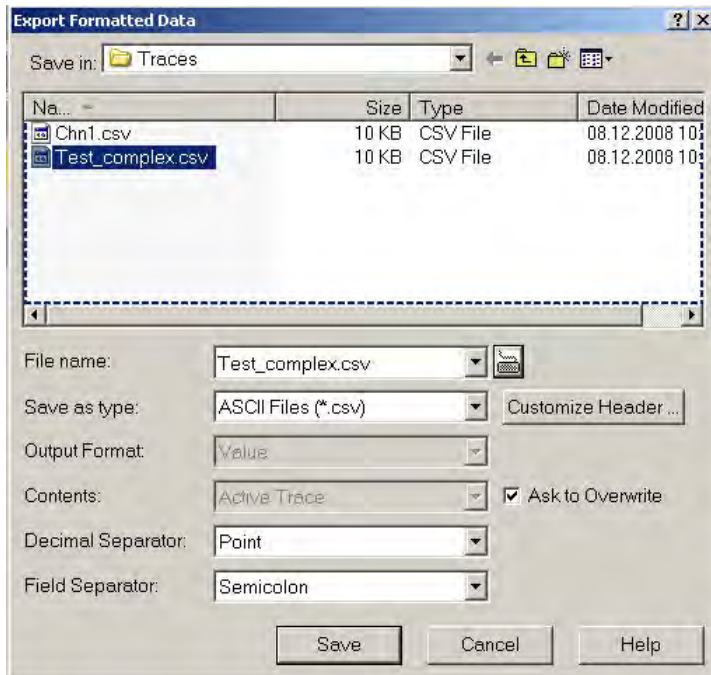 Export Formatted Data
Save in: Traces
Na... Size Type Date Modified
Chn1.csv 10 KB CSV File 08.12.2008 10:
Test_complex.csv 10 KB CSV File 08.12.2008 10:
File name: Test_complex.csv
Save as type: ASCII Files (*.csv) Customize Header ...
Output Format: Value
Contents: Active Trace Ask to Overwrite
Decimal Separator: Point
Field Separator: Semicolon
Save Cancel Help